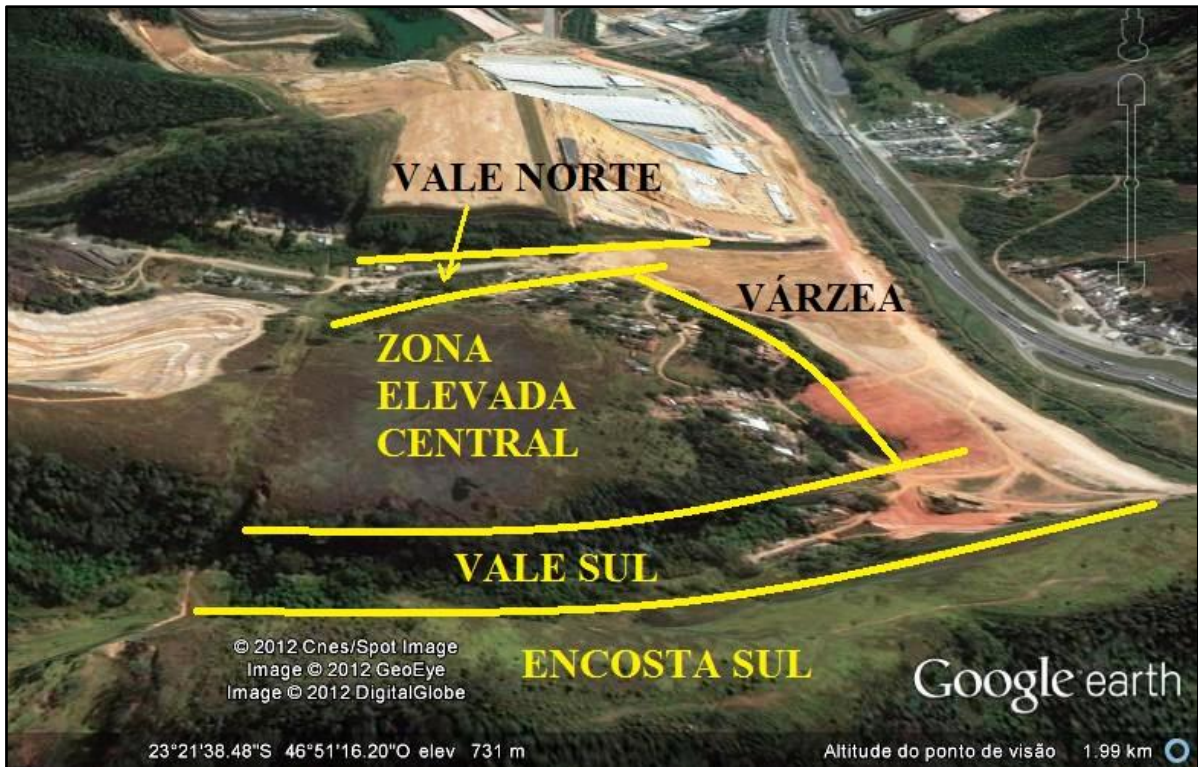 VALE NORTE
VÁRZEA
ZONA
ELEVADA
CENTRAL
VALE SUL
ENCOSTA SUL
© 2012 Cnes/Spot Image
Image © 2012 GeoEye
Image © 2012 DigitalGlobe
Google earth
23°21'38.48"S 46°51'16.20"O elev 731 m
Altitude do ponto de visão 1.99 km